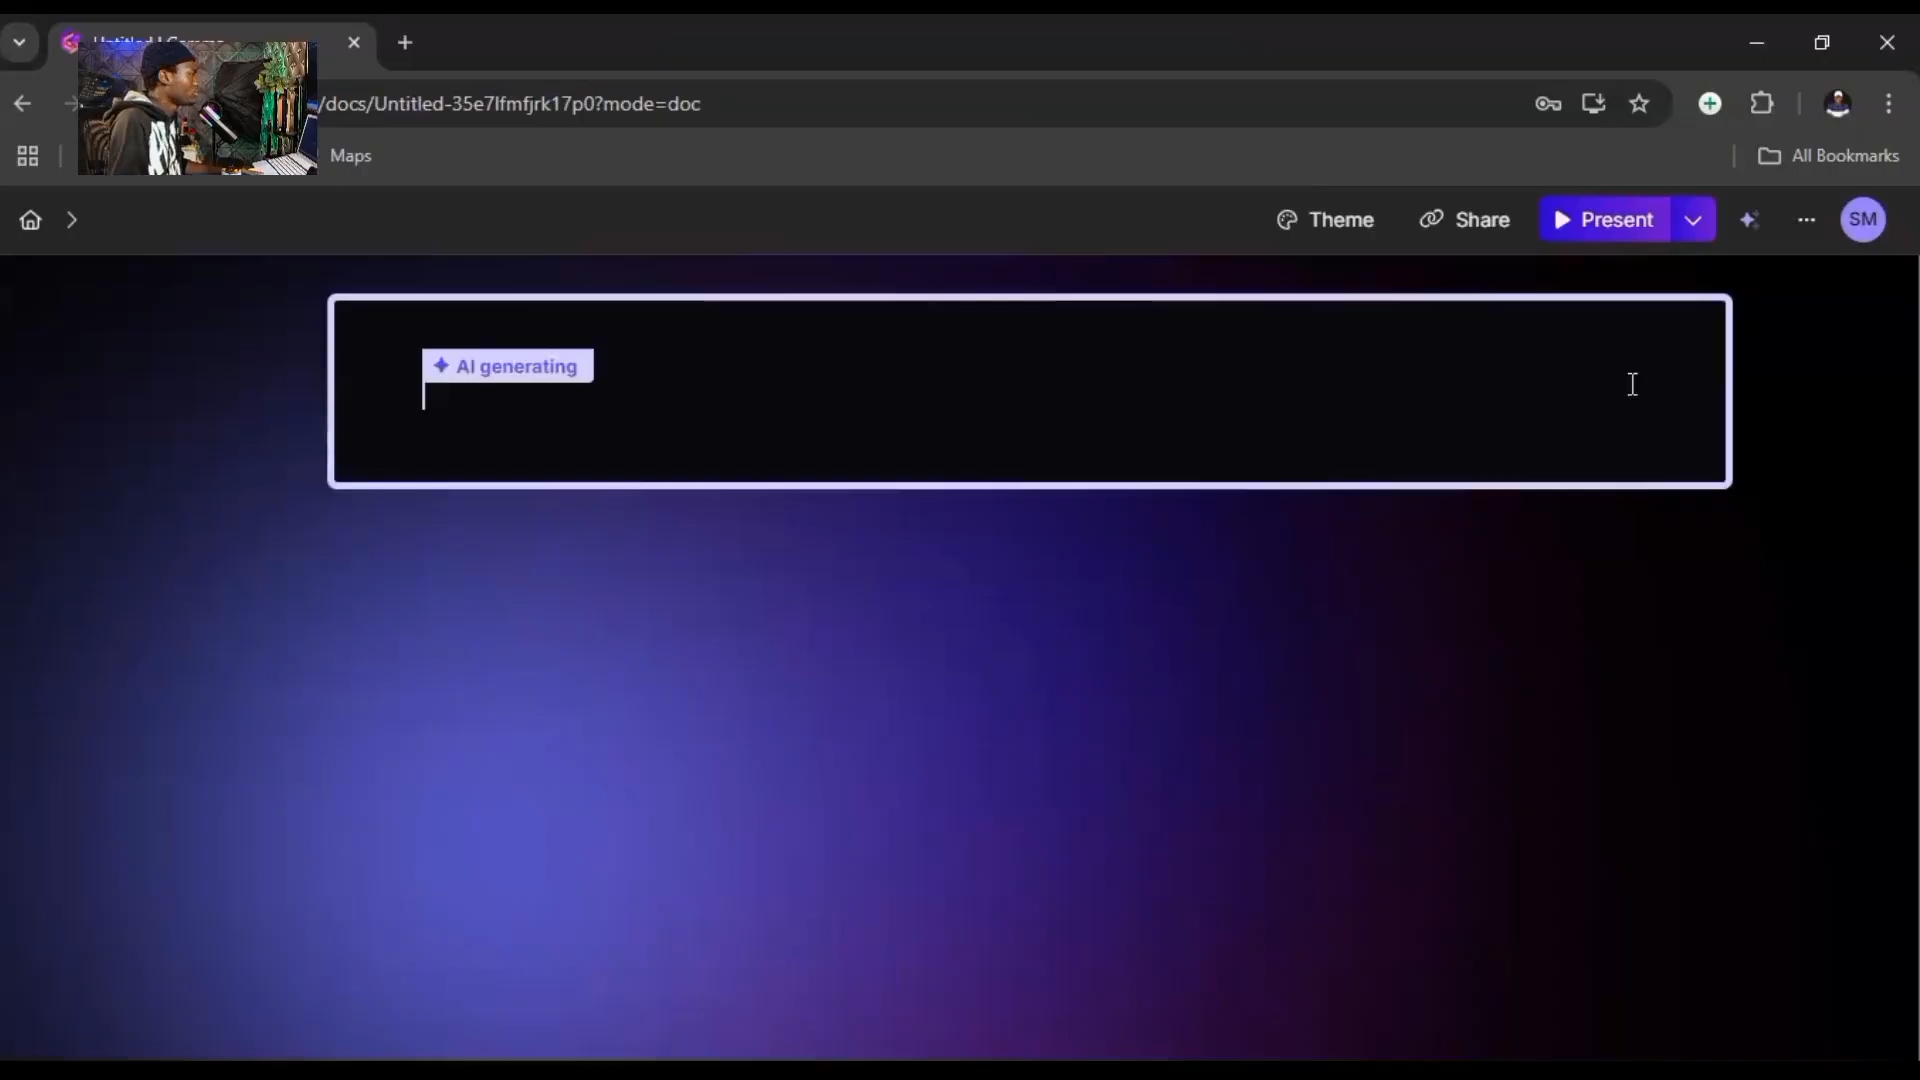 /docs/Untitled-35e7lfmfjrk17p0?mode=doc
Maps
All Bookmarks
Theme
Share
Present
SM
AI generating